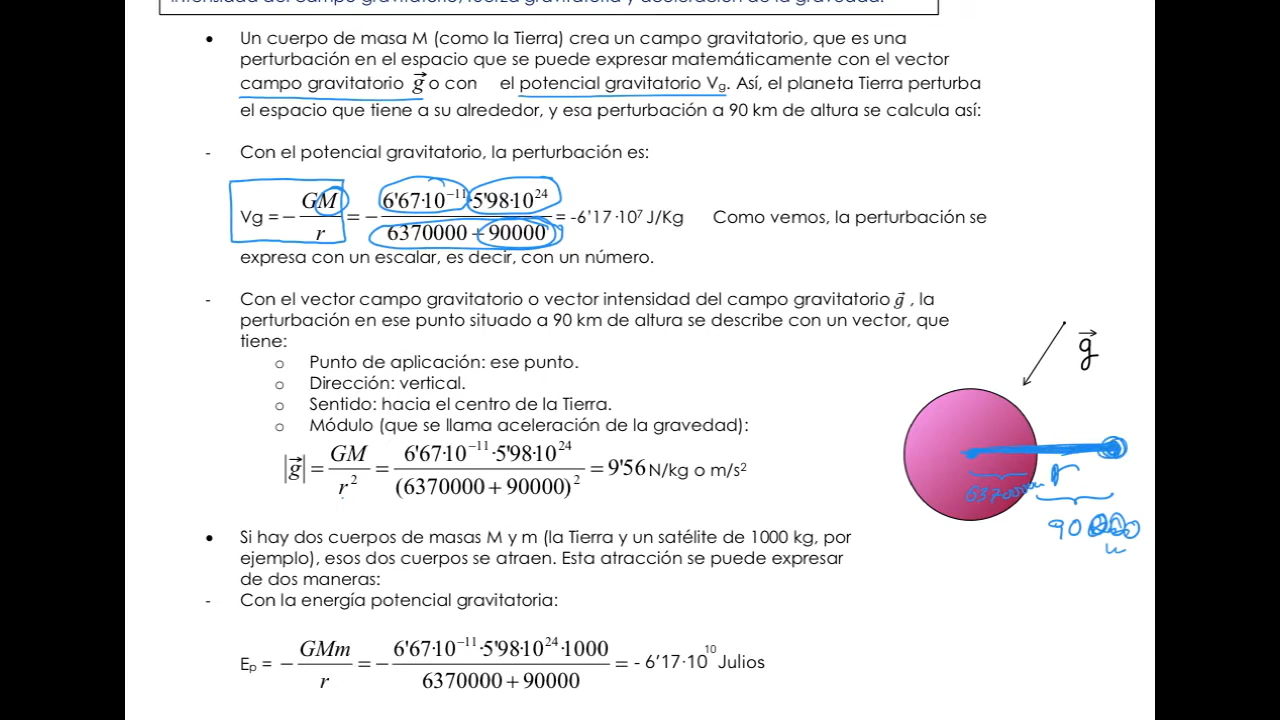 intensidad del campo gravitatorio, fuerza gravitatoria y aceleración de la gravedad.
• Un cuerpo de masa M (como la Tierra) crea un campo gravitatorio, que es una
perturbación en el espacio que se puede expresar matemáticamente con el vector
campo gravitatorio g⃗ o con el potencial gravitatorio Vg. Así, el planeta Tierra perturba
el espacio que tiene a su alrededor, y esa perturbación a 90 km de altura se calcula así:
- Con el potencial gravitatorio, la perturbación es:
Vg = − GM/r = − 6'67·10⁻¹¹·5'98·10²⁴ / 6370000 + 90000 = -6'17·10⁷ J/Kg Como vemos, la perturbación se
expresa con un escalar, es decir, con un número.
- Con el vector campo gravitatorio o vector intensidad del campo gravitatorio g⃗ , la
perturbación en ese punto situado a 90 km de altura se describe con un vector, que
tiene:
o Punto de aplicación: ese punto.
o Dirección: vertical.
o Sentido: hacia el centro de la Tierra.
o Módulo (que se llama aceleración de la gravedad):
|g⃗| = GM/r² = 6'67·10⁻¹¹·5'98·10²⁴ / (6370000 + 90000)² = 9'56 N/kg o m/s²
g⃗
r
• Si hay dos cuerpos de masas M y m (la Tierra y un satélite de 1000 kg, por
ejemplo), esos dos cuerpos se atraen. Esta atracción se puede expresar
de dos maneras:
- Con la energía potencial gravitatoria:
Ep = − GMm/r = − 6'67·10⁻¹¹·5'98·10²⁴·1000 / 6370000 + 90000 = - 6'17·10¹⁰ Julios